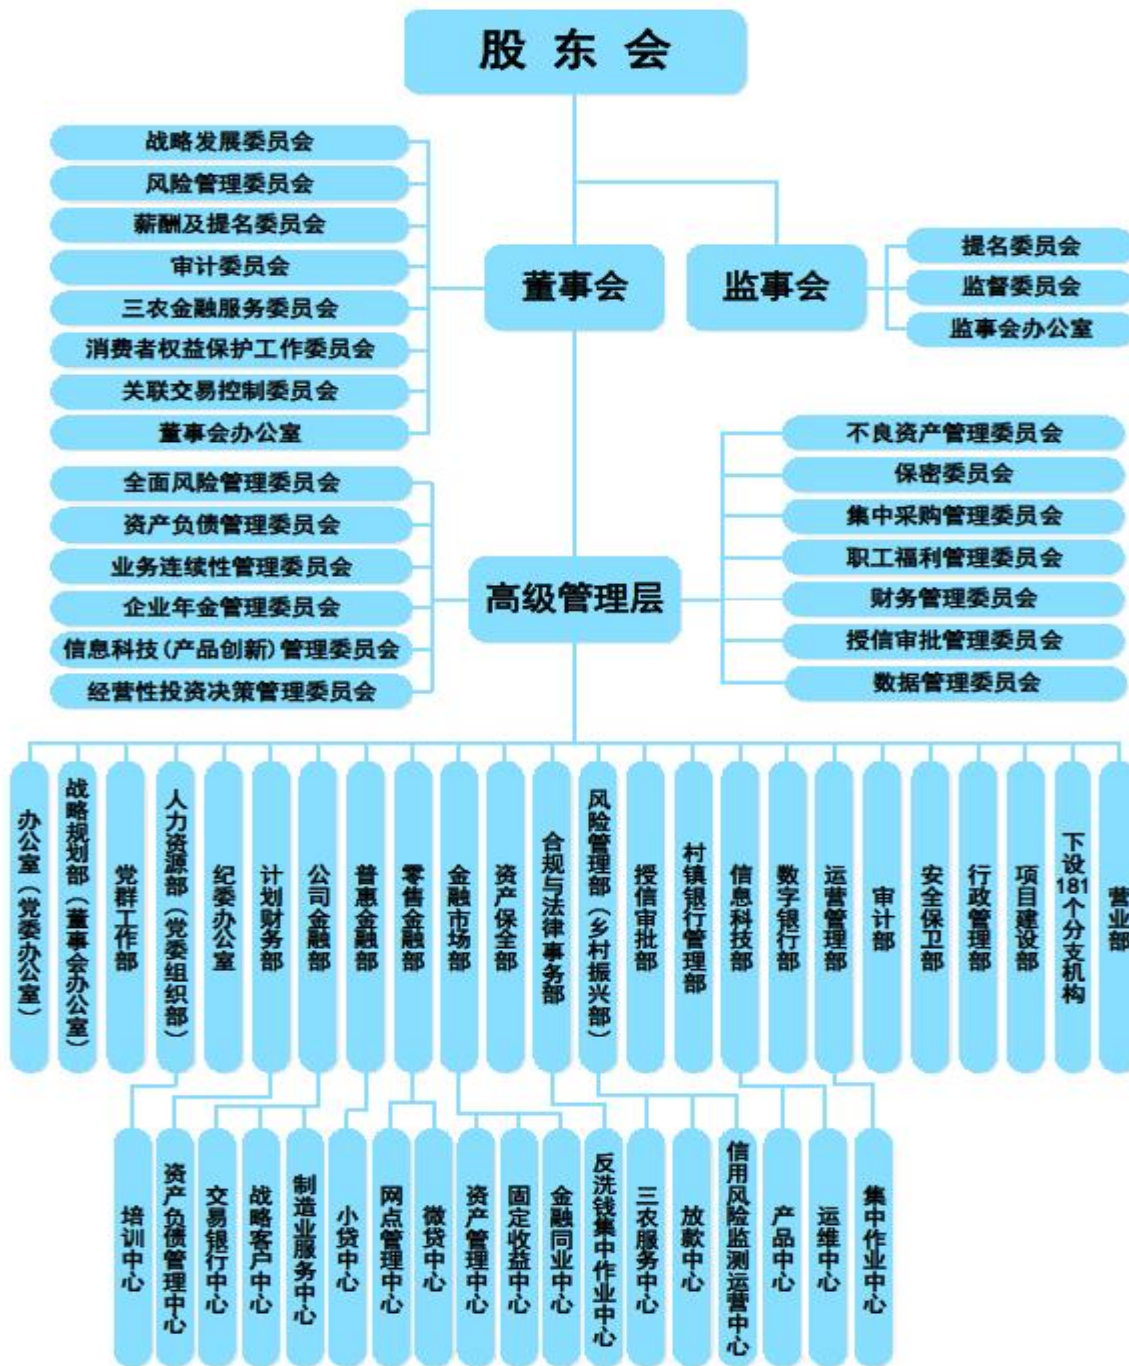 股东会
战略发展委员会
风险管理委员会
薪酬及提名委员会
审计委员会
三农金融服务委员会
消费者权益保护工作委员会
关联交易控制委员会
董事会办公室
董事会
监事会
提名委员会
监督委员会
监事会办公室
全面风险管理委员会
资产负债管理委员会
业务连续性管理委员会
企业年金管理委员会
信息科技(产品创新)管理委员会
经营性投资决策管理委员会
高级管理层
不良资产管理委员会
保密委员会
集中采购管理委员会
职工福利管理委员会
财务管理委员会
授信审批管理委员会
数据管理委员会
办公室（党委办公室）
战略规划部（董事会办公室）
党群工作部
人力资源部（党委组织部）
纪委办公室
计划财务部
公司金融部
普惠金融部
零售金融部
金融市场部
资产保全部
合规与法律事务部
风险管理部（乡村振兴部）
授信审批部
村镇银行管理部
信息科技部
数字银行部
运营管理部
审计部
安全保卫部
行政管理部
项目建设部
下设181个分支机构
营业部
培训中心
资产负债管理中心
交易银行中心
战略客户中心
制造业服务中心
小贷中心
网点管理中心
微贷中心
资产管理中心
固定收益中心
金融同业中心
反洗钱集中作业中心
三农服务中心
放款中心
信用风险监测运营中心
产品中心
运维中心
集中作业中心